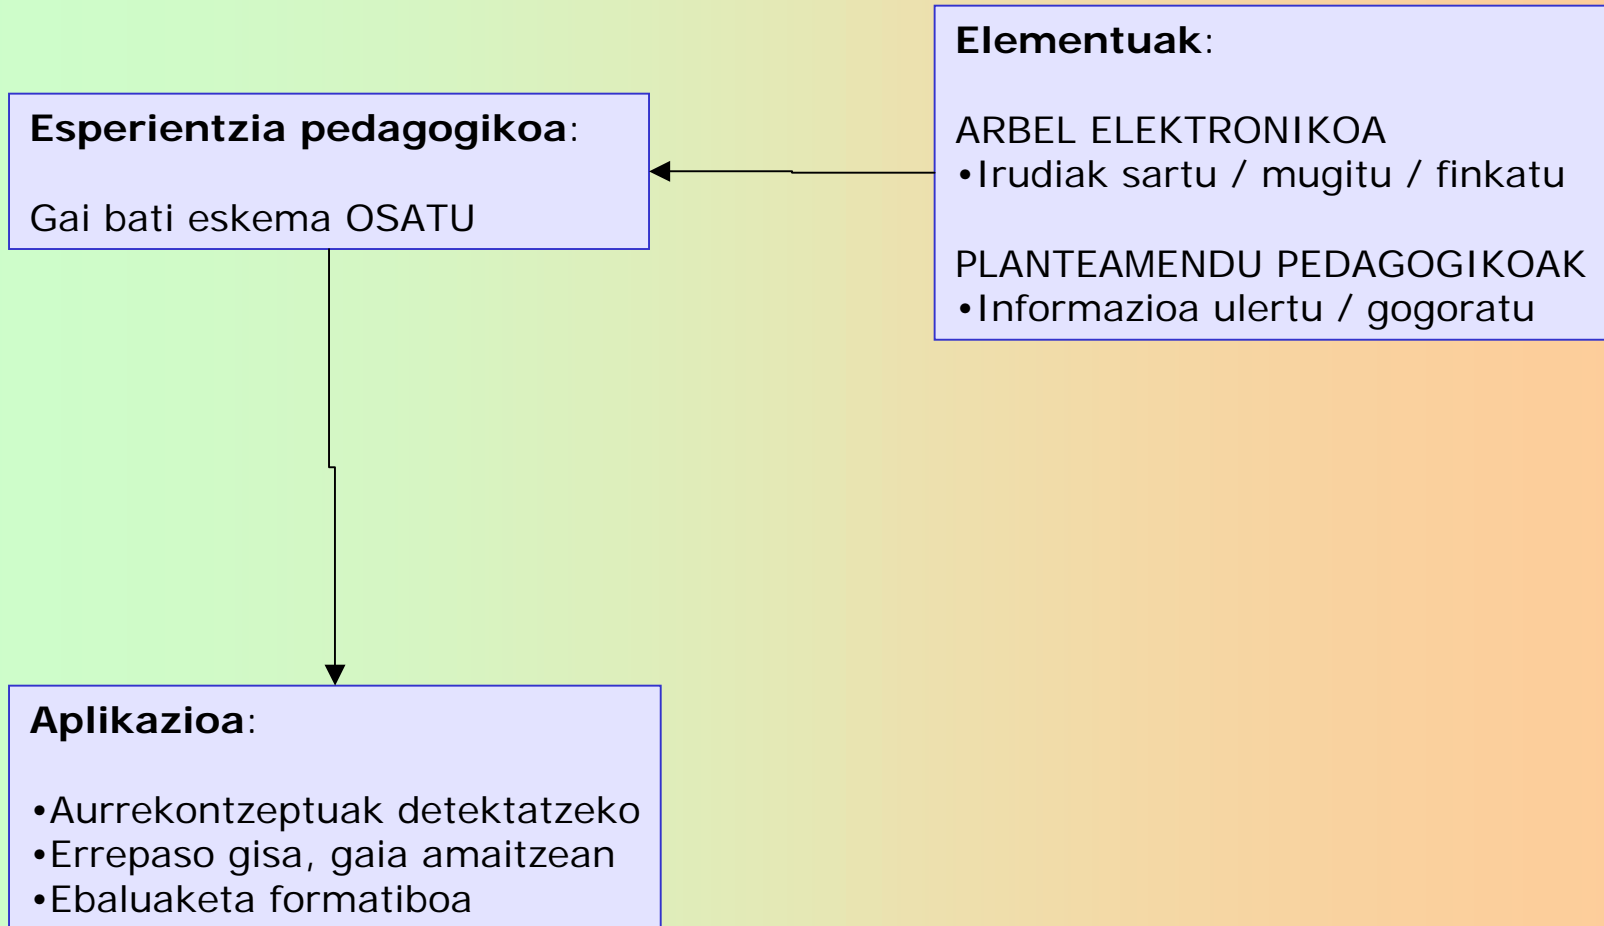 Elementuak:
ARBEL ELEKTRONIKOA
•Irudiak sartu / mugitu / finkatu
PLANTEAMENDU PEDAGOGIKOAK
•Informazioa ulertu / gogoratu
Esperientzia pedagogikoa:
Gai bati eskema OSATU
Aplikazioa:
•Aurrekontzeptuak detektatzeko
•Errepaso gisa, gaia amaitzean
•Ebaluaketa formatiboa